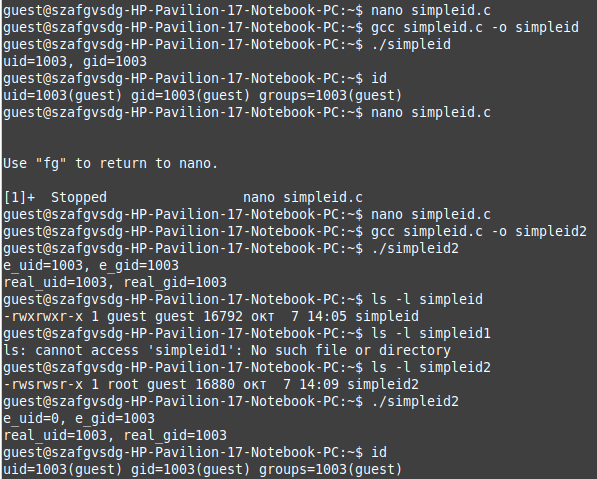 guest@szafgvsdg-HP-Pavilion-17-Notebook-PC:~$ nano simpleid.c
guest@szafgvsdg-HP-Pavilion-17-Notebook-PC:~$ gcc simpleid.c -o simpleid
guest@szafgvsdg-HP-Pavilion-17-Notebook-PC:~$ ./simpleid
uid=1003, gid=1003
guest@szafgvsdg-HP-Pavilion-17-Notebook-PC:~$ id
uid=1003(guest) gid=1003(guest) groups=1003(guest)
guest@szafgvsdg-HP-Pavilion-17-Notebook-PC:~$ nano simpleid.c
Use "fg" to return to nano.
[1]+  Stopped                 nano simpleid.c
guest@szafgvsdg-HP-Pavilion-17-Notebook-PC:~$ nano simpleid.c
guest@szafgvsdg-HP-Pavilion-17-Notebook-PC:~$ gcc simpleid.c -o simpleid2
guest@szafgvsdg-HP-Pavilion-17-Notebook-PC:~$ ./simpleid2
e_uid=1003, e_gid=1003
real_uid=1003, real_gid=1003
guest@szafgvsdg-HP-Pavilion-17-Notebook-PC:~$ ls -l simpleid
-rwxrwxr-x 1 guest guest 16792 окт  7 14:05 simpleid
guest@szafgvsdg-HP-Pavilion-17-Notebook-PC:~$ ls -l simpleid1
ls: cannot access 'simpleid1': No such file or directory
guest@szafgvsdg-HP-Pavilion-17-Notebook-PC:~$ ls -l simpleid2
-rwsrwsr-x 1 root guest 16880 окт  7 14:09 simpleid2
guest@szafgvsdg-HP-Pavilion-17-Notebook-PC:~$ ./simpleid2
e_uid=0, e_gid=1003
real_uid=1003, real_gid=1003
guest@szafgvsdg-HP-Pavilion-17-Notebook-PC:~$ id
uid=1003(guest) gid=1003(guest) groups=1003(guest)